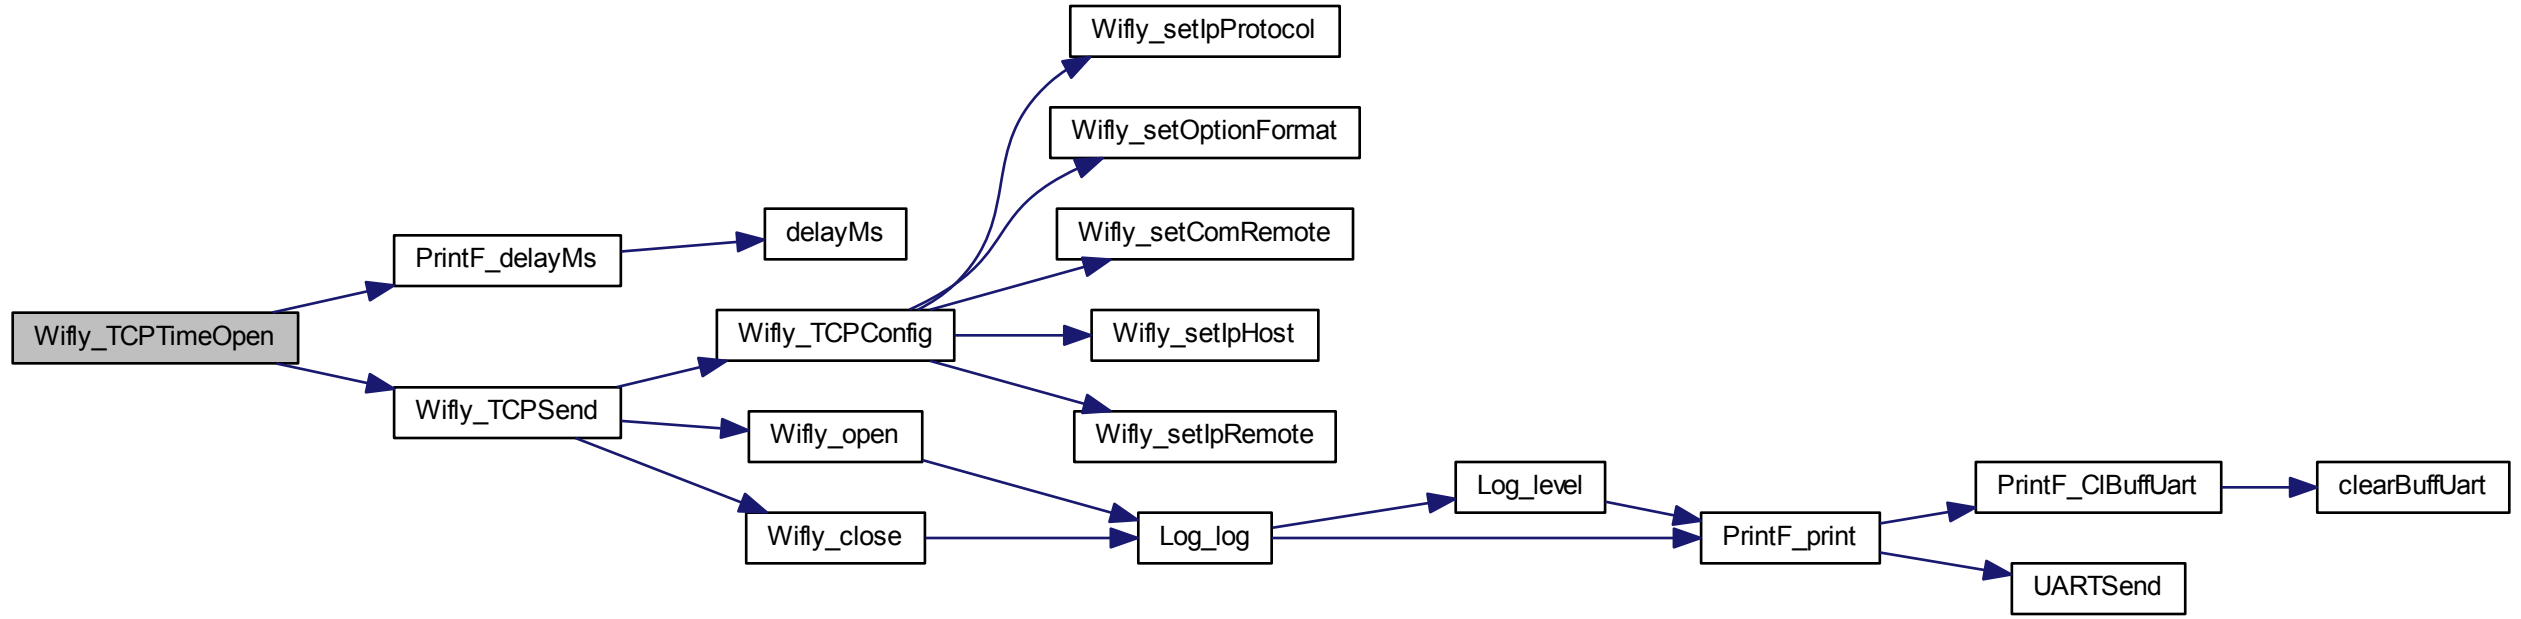 Wifly_setIpProtocol
Wifly_setOptionFormat
delayMs
Wifly_setComRemote
PrintF_delayMs
Wifly_TCPTimeOpen
Wifly_TCPConfig
Wifly_setIpHost
Wifly_TCPSend
Wifly_open
Wifly_setIpRemote
Log_level
PrintF_ClBuffUart
clearBuffUart
Wifly_close
Log_log
PrintF_print
UARTSend